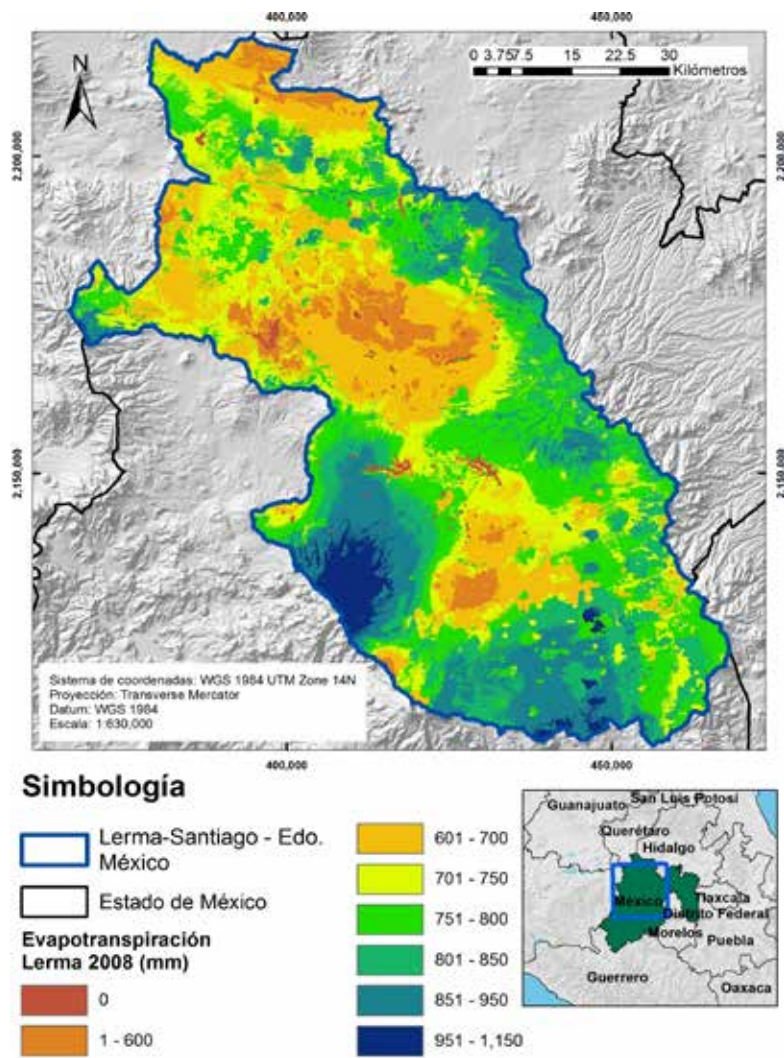 400,000
450,000
N
0 3.75 7.5 15 22.5 30
Kilómetros
2,200,000
2,200,000
2,150,000
2,150,000
Sistema de coordenadas: WGS 1984 UTM Zone 14N
Proyección: Transverse Mercator
Datum: WGS 1984
Escala: 1:630,000
400,000
450,000
Simbología
Lerma-Santiago - Edo.
México
Estado de México
Evapotranspiración
Lerma 2008 (mm)
0
1 - 600
601 - 700
701 - 750
751 - 800
801 - 850
851 - 950
951 - 1,150
San Luis Potosí
Guanajuato
Querétaro
Hidalgo
México
Tlaxcala
Distrito Federal
Morelos
Puebla
Guerrero
Oaxaca